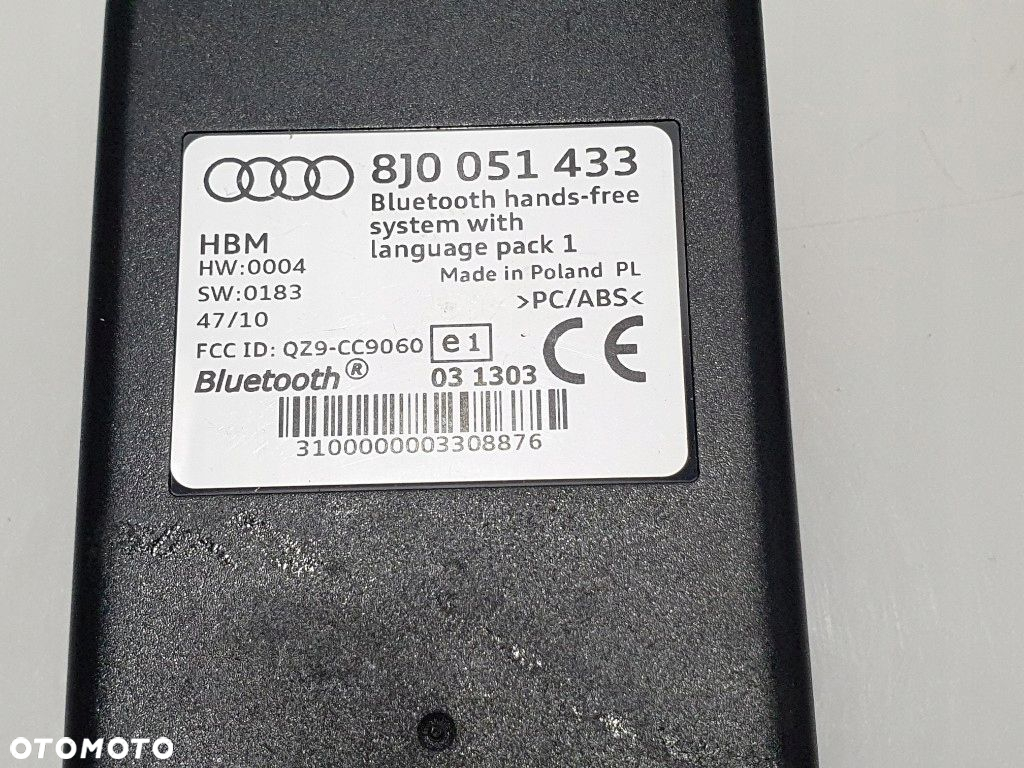 8J0 051 433
Bluetooth hands-free
system with
language pack 1
HBM
HW:0004
Made in Poland PL
SW:0183
>PC/ABS<
47/10
FCC ID: QZ9-CC9060
e1
CE
Bluetooth®
03 1303
3100000003308876
OTOMOTO